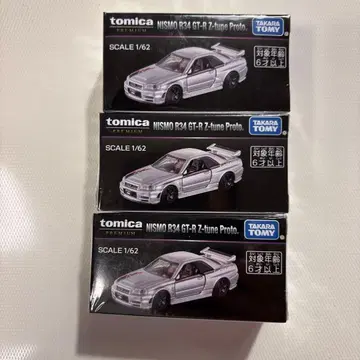 tomica
PREMIUM
NISMO R34 GT-R Z-tune Proto.
TAKARA
TOMY
SCALE 1/62
対象年齢
6才以上
tomica
PREMIUM
NISMO R34 GT-R Z-tune Proto.
TAKARA
TOMY
SCALE 1/62
対象年齢
6才以上
tomica
PREMIUM
NISMO R34 GT-R Z-tune Proto.
TAKARA
TOMY
SCALE 1/62
対象年齢
6才以上